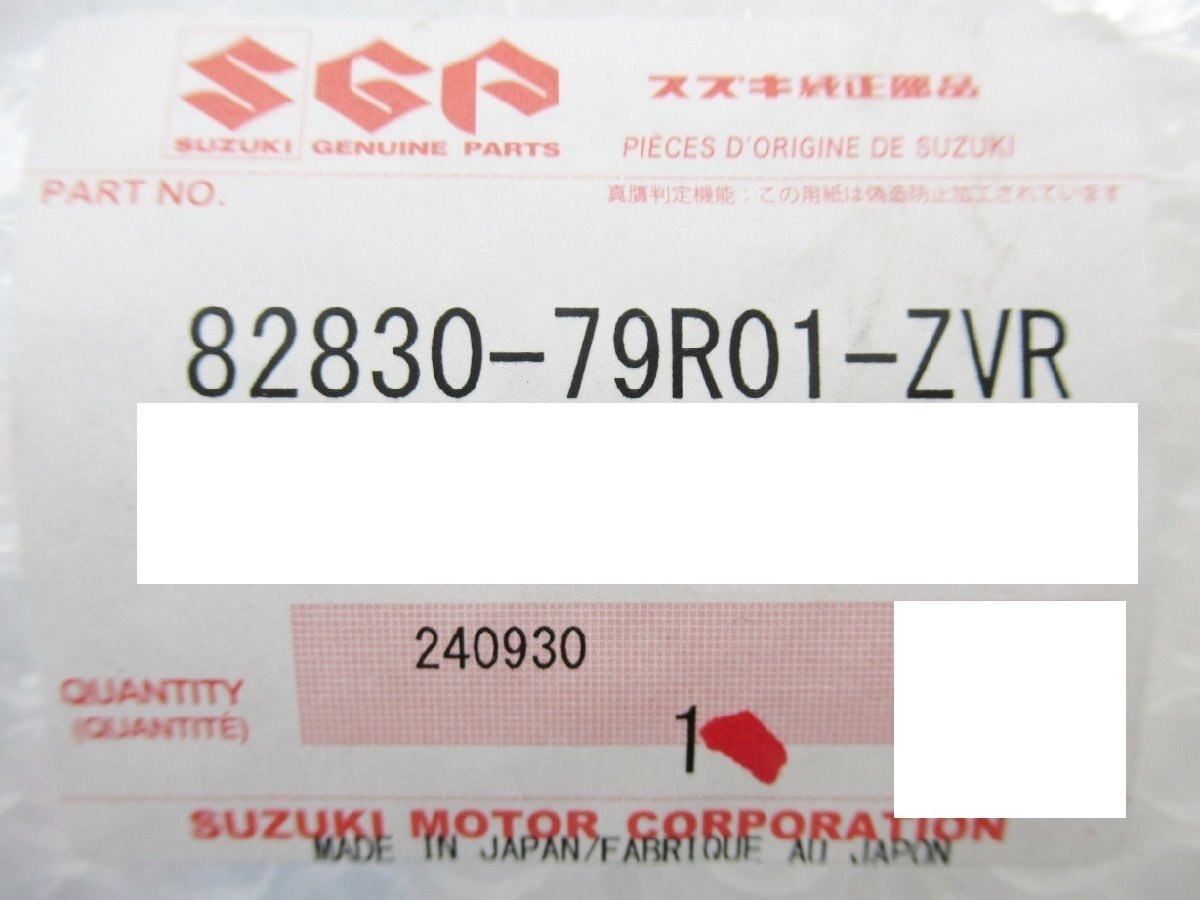 SGP スズキ純正部品
SUZUKI GENUINE PARTS PIÈCES D'ORIGINE DE SUZUKI
PART NO. 真贋判定機能：この用紙は偽造防止加工されています
82830-79R01-ZVR
240930
QUANTITY
(QUANTITÉ)
1
SUZUKI MOTOR CORPORATION
MADE IN JAPAN/FABRIQUE AU JAPON